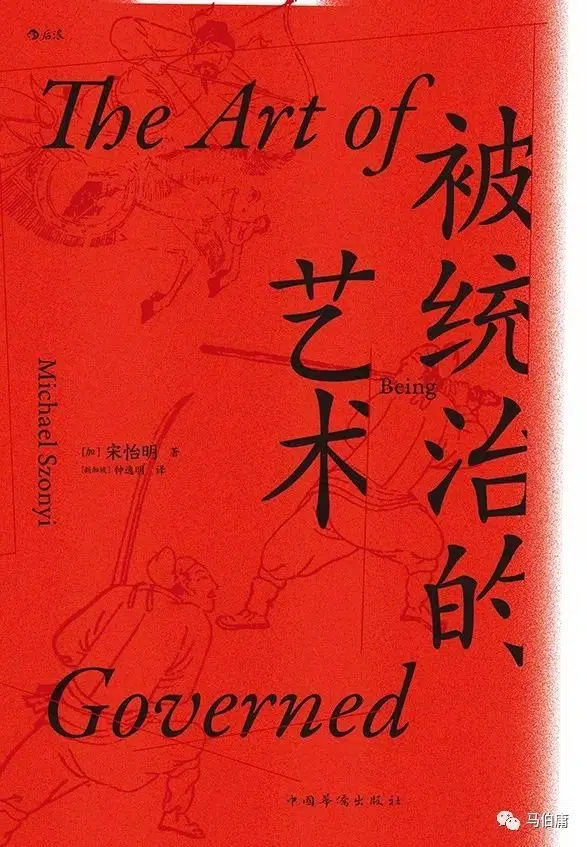 后浪
The Art of
被统治的
艺术
Being
Michael Szonyi
[加] 宋怡明 著
[新加坡] 钟逸明 译
Governed
中国华侨出版社
马伯庸